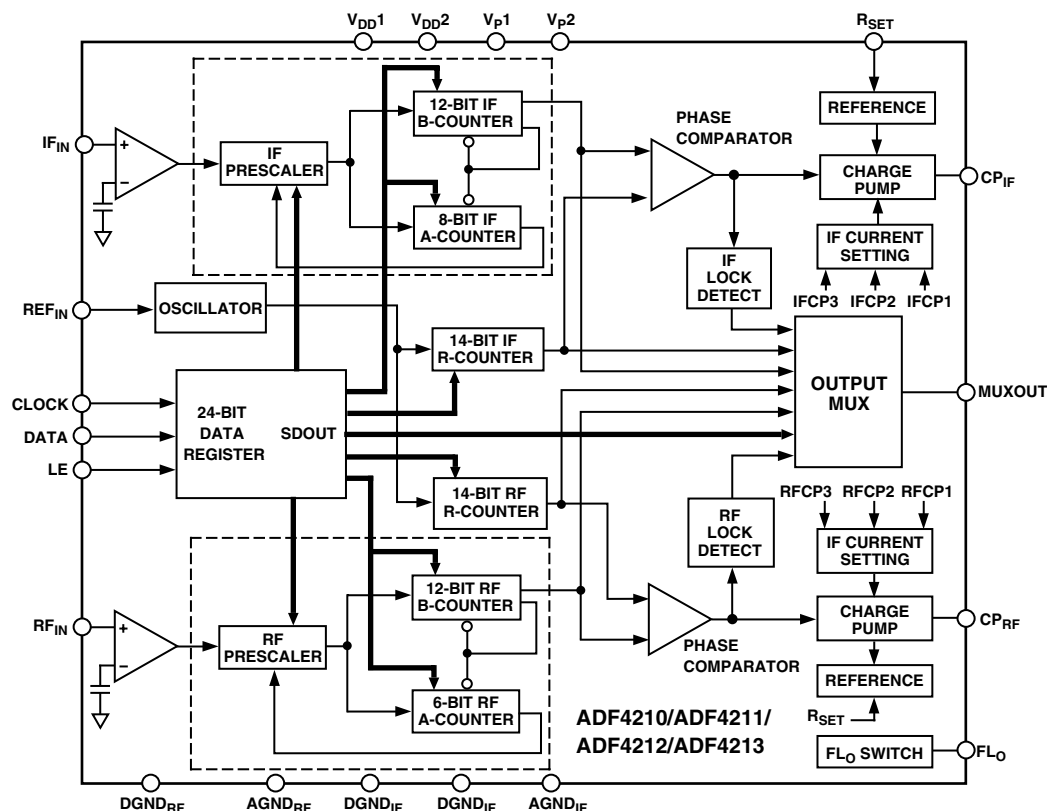 VDD1 VDD2 VP1 VP2 RSET
12-BIT IF
B-COUNTER
PHASE
COMPARATOR
REFERENCE
IFIN
+
−
IF
PRESCALER
CHARGE
PUMP
CPIF
8-BIT IF
A-COUNTER
IF CURRENT
SETTING
IF
LOCK
DETECT
IFCP3 IFCP2 IFCP1
REFIN
OSCILLATOR
14-BIT IF
R-COUNTER
OUTPUT
MUX
MUXOUT
CLOCK
DATA
LE
24-BIT
DATA
REGISTER
SDOUT
14-BIT RF
R-COUNTER
RFCP3 RFCP2 RFCP1
RF
LOCK
DETECT
IF CURRENT
SETTING
12-BIT RF
B-COUNTER
RFIN
+
−
RF
PRESCALER
CHARGE
PUMP
CPRF
PHASE
COMPARATOR
6-BIT RF
A-COUNTER
REFERENCE
RSET
ADF4210/ADF4211/
ADF4212/ADF4213
FLO SWITCH
FLO
DGNDRF AGNDRF DGNDIF DGNDIF AGNDIF